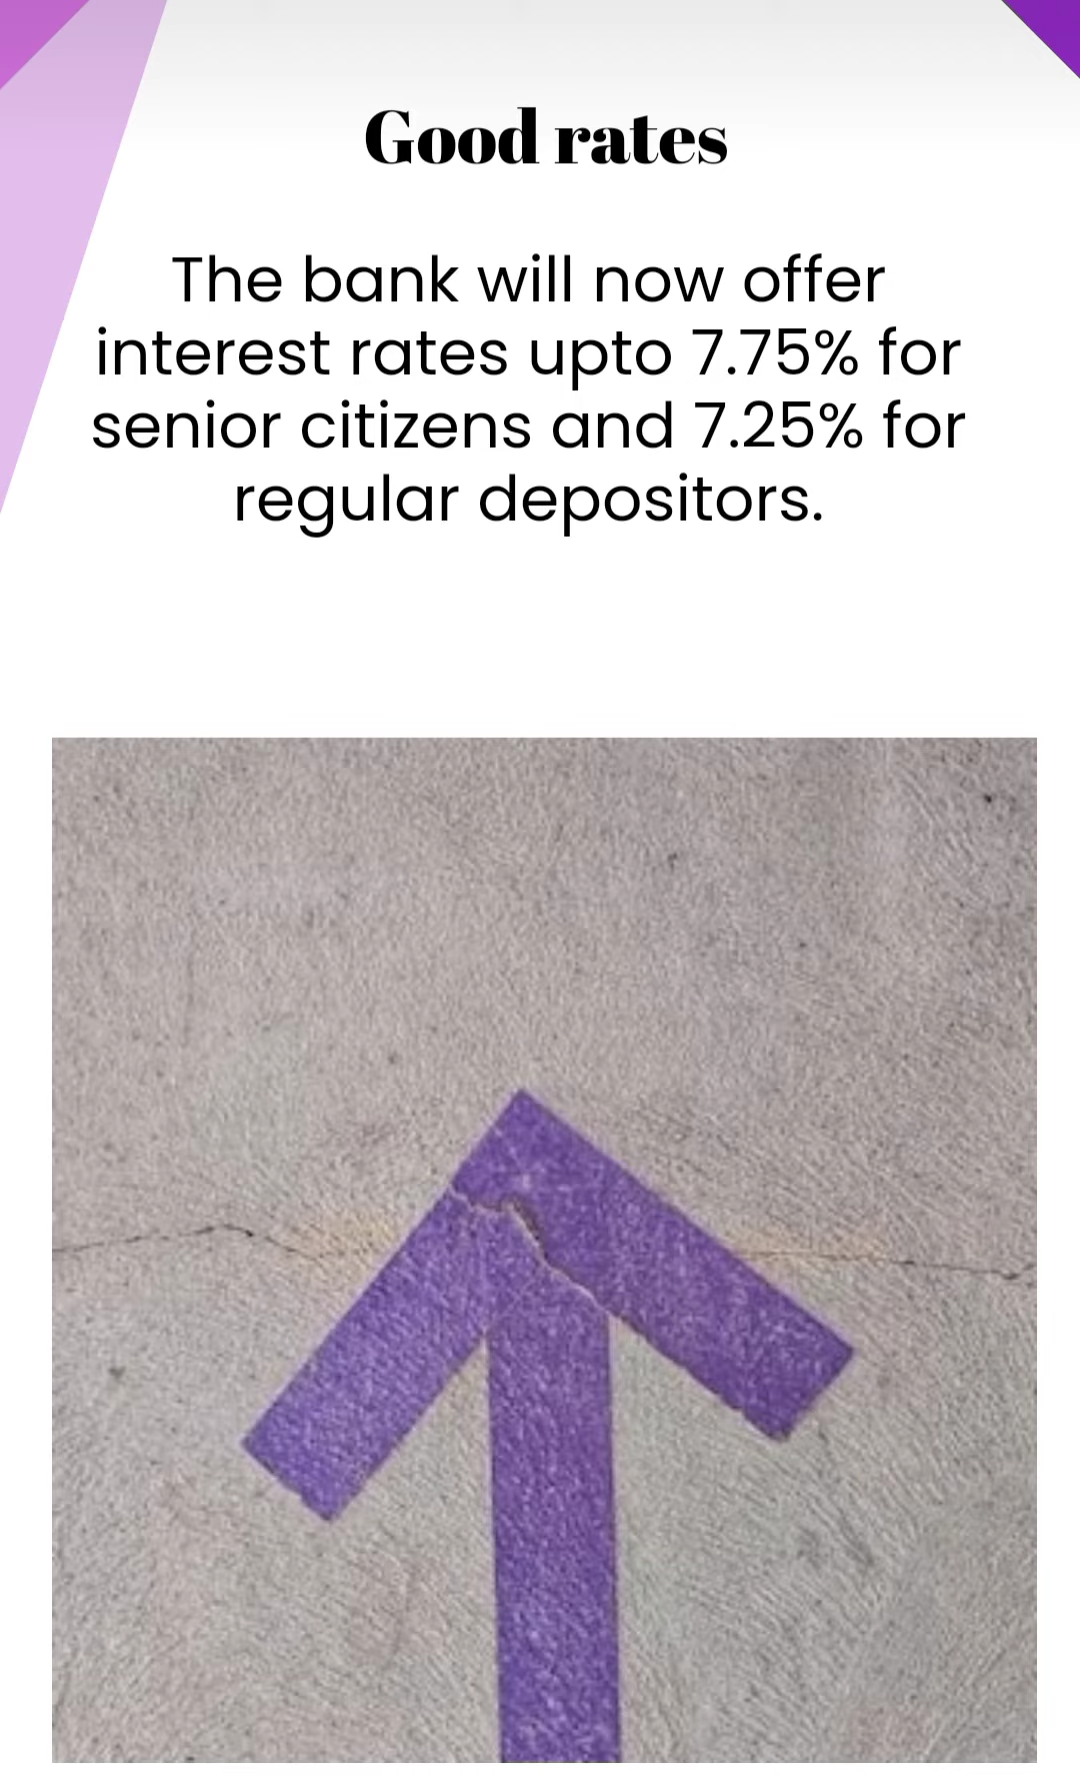 Good rates
The bank will now offer
interest rates upto 7.75% for
senior citizens and 7.25% for
regular depositors.